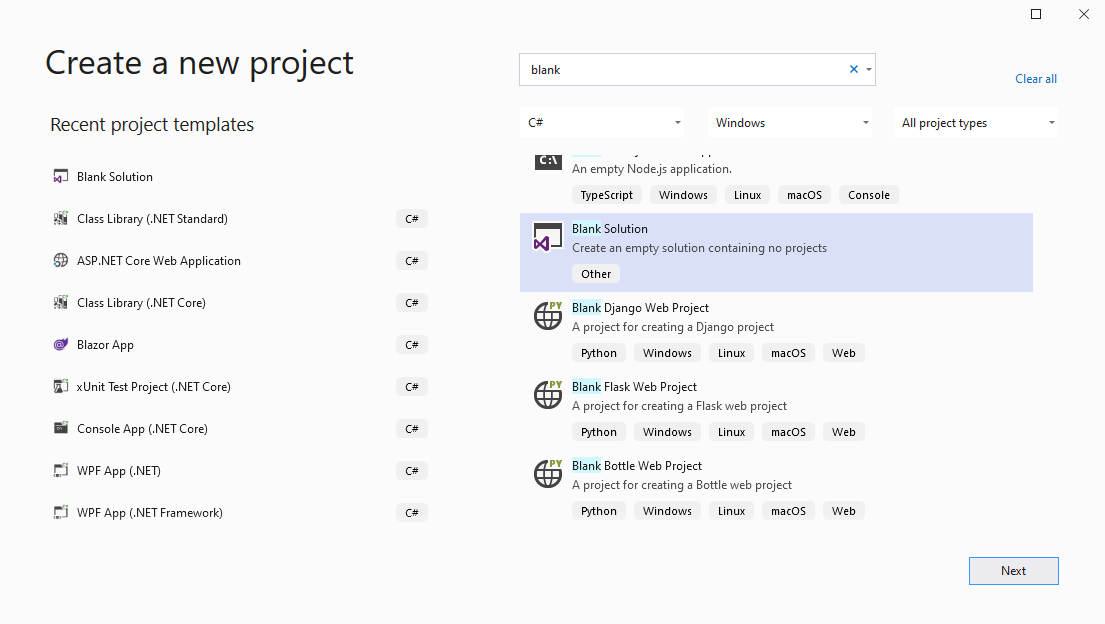 Create a new project
blank
Clear all
C#
Windows
All project types
Recent project templates
Blank Solution
Class Library (.NET Standard)
C#
ASP.NET Core Web Application
C#
Class Library (.NET Core)
C#
Blazor App
C#
xUnit Test Project (.NET Core)
C#
Console App (.NET Core)
C#
WPF App (.NET)
C#
WPF App (.NET Framework)
C#
C:\
An empty Node.js application.
TypeScript Windows Linux macOS Console
Blank Solution
Create an empty solution containing no projects
Other
PY
Blank Django Web Project
A project for creating a Django project
Python Windows Linux macOS Web
PY
Blank Flask Web Project
A project for creating a Flask web project
Python Windows Linux macOS Web
PY
Blank Bottle Web Project
A project for creating a Bottle web project
Python Windows Linux macOS Web
Next